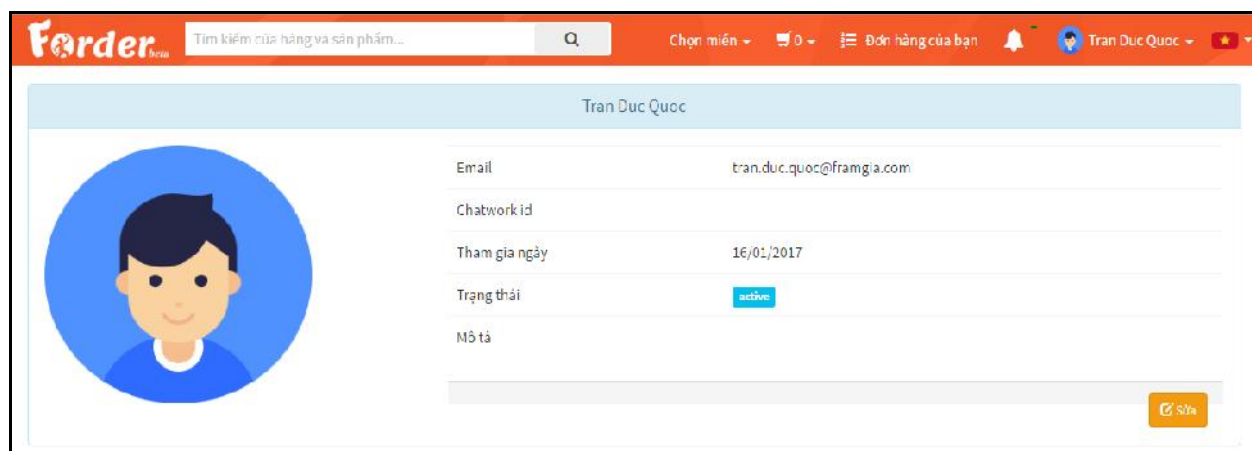 Forder beta
Tìm kiếm cửa hàng và sản phẩm...
Chọn miền
0
Đơn hàng của bạn
Tran Duc Quoc
Tran Duc Quoc
Email tran.duc.quoc@framgia.com
Chatwork id
Tham gia ngày 16/01/2017
Trạng thái active
Mô tả
Sửa